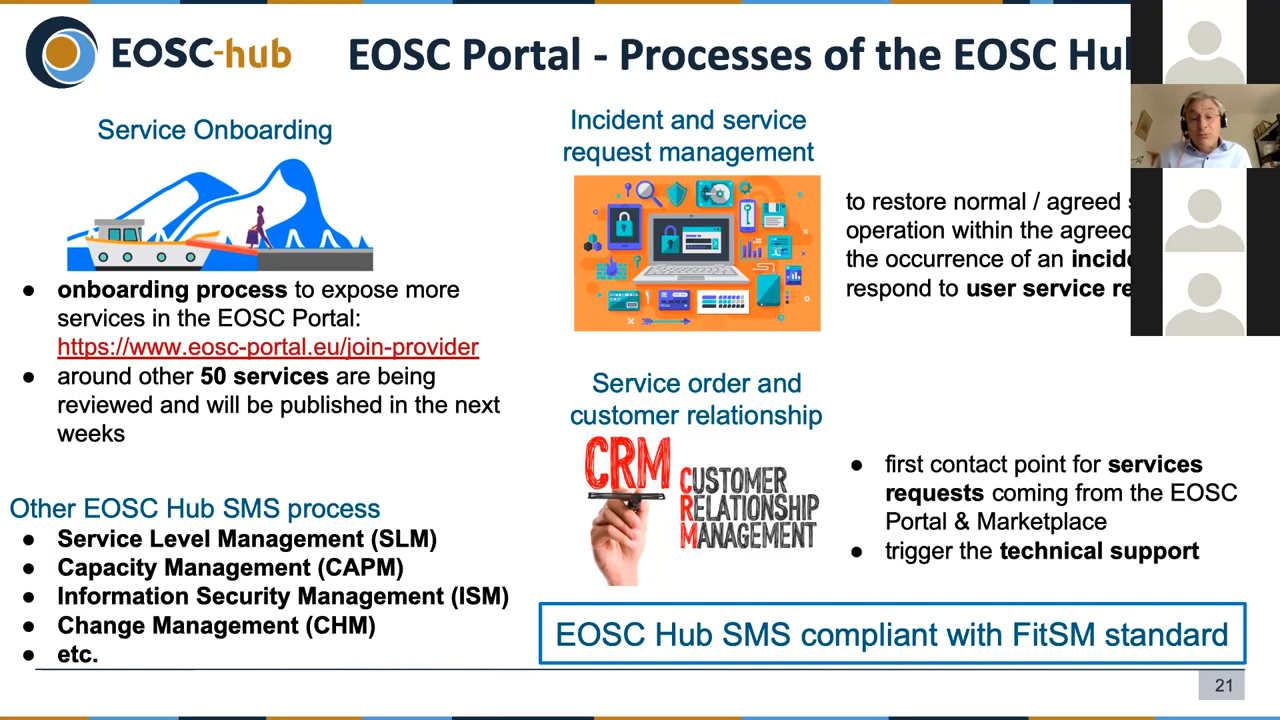 EOSC-hub
EOSC Portal - Processes of the EOSC
Service Onboarding
● onboarding process to expose more
services in the EOSC Portal:
https://www.eosc-portal.eu/join-provider
● around other 50 services are being
reviewed and will be published in the next
weeks
Other EOSC Hub SMS process
● Service Level Management (SLM)
● Capacity Management (CAPM)
● Information Security Management (ISM)
● Change Management (CHM)
● etc.
Incident and service
request management
to restore normal / agreed
operation within the agreed
the occurrence of an
respond to user service
Service order and
customer relationship
CRM
CUSTOMER
RELATIONSHIP
MANAGEMENT
● first contact point for services
requests coming from the EOSC
Portal & Marketplace
● trigger the technical support
EOSC Hub SMS compliant with FitSM standard
21